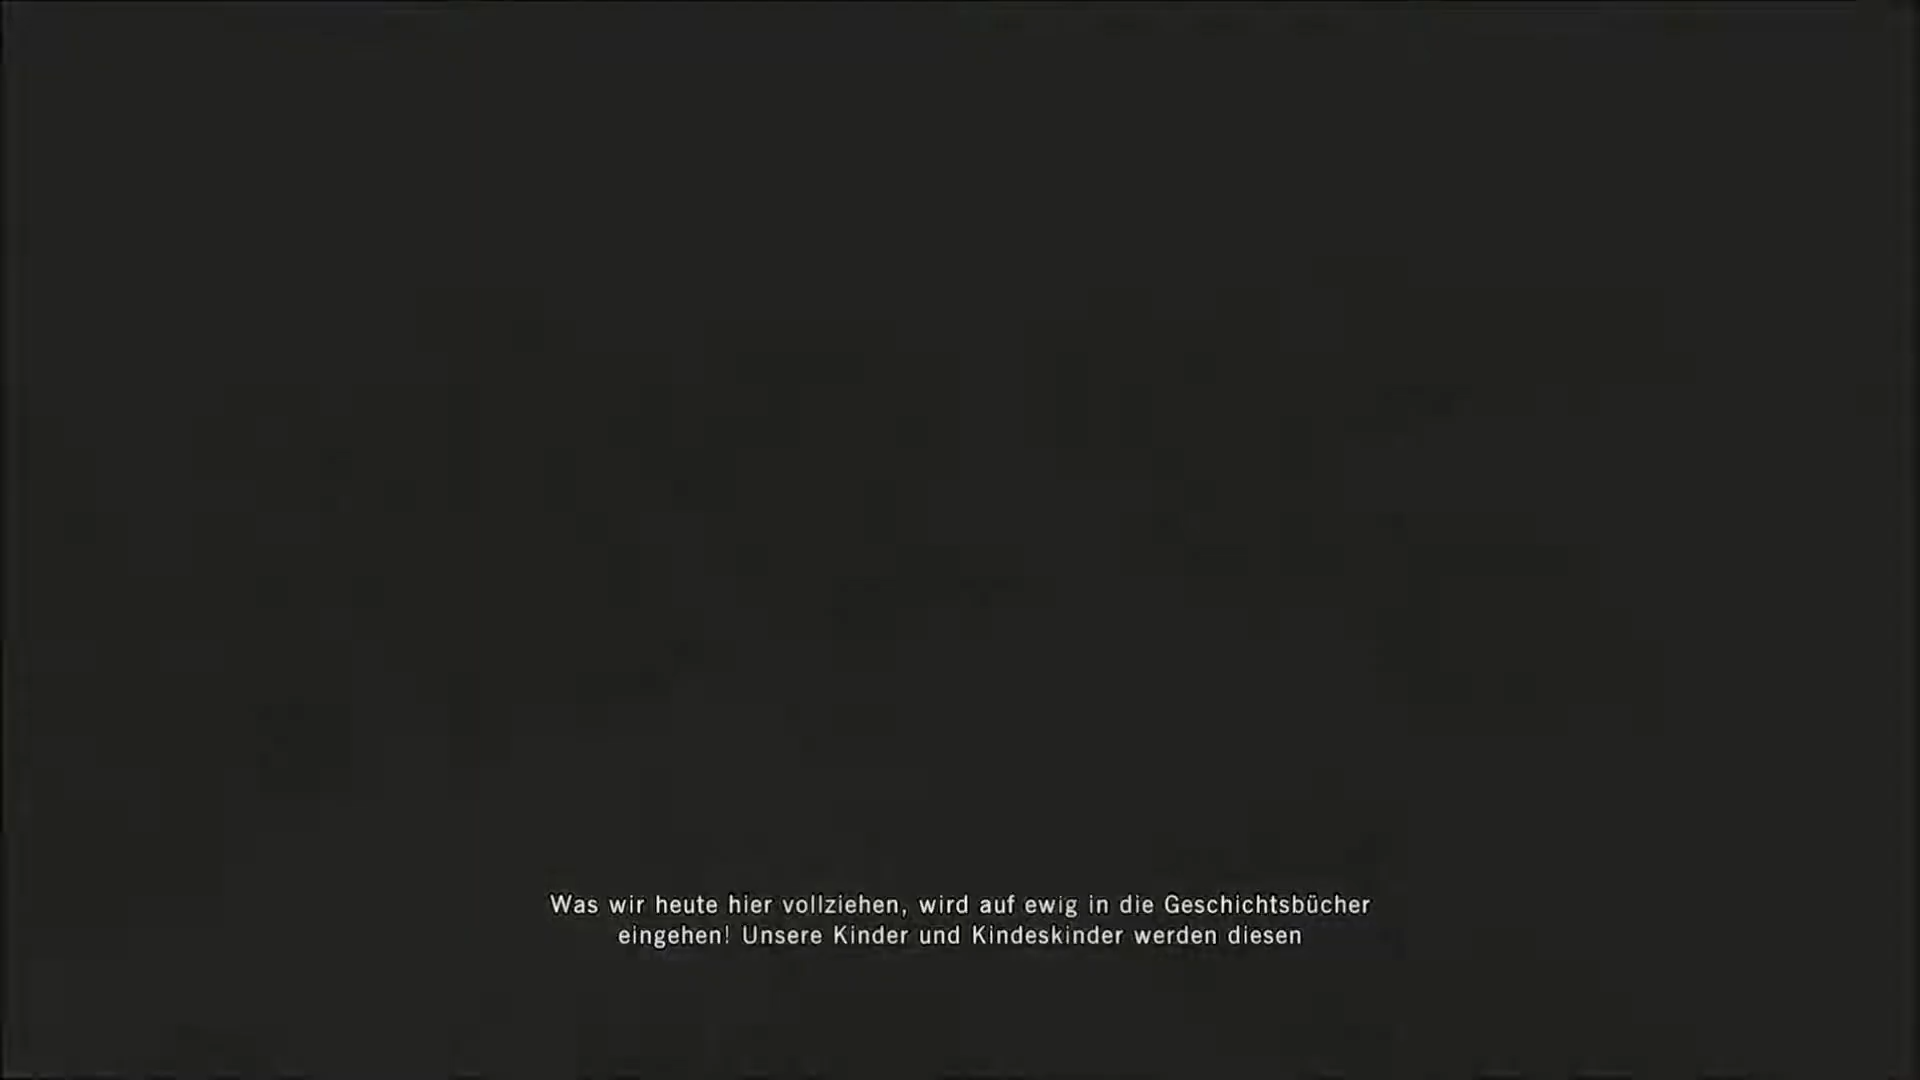 Was wir heute hier vollziehen, wird auf ewig in die Geschichtsbücher
eingehen! Unsere Kinder und Kindeskinder werden diesen